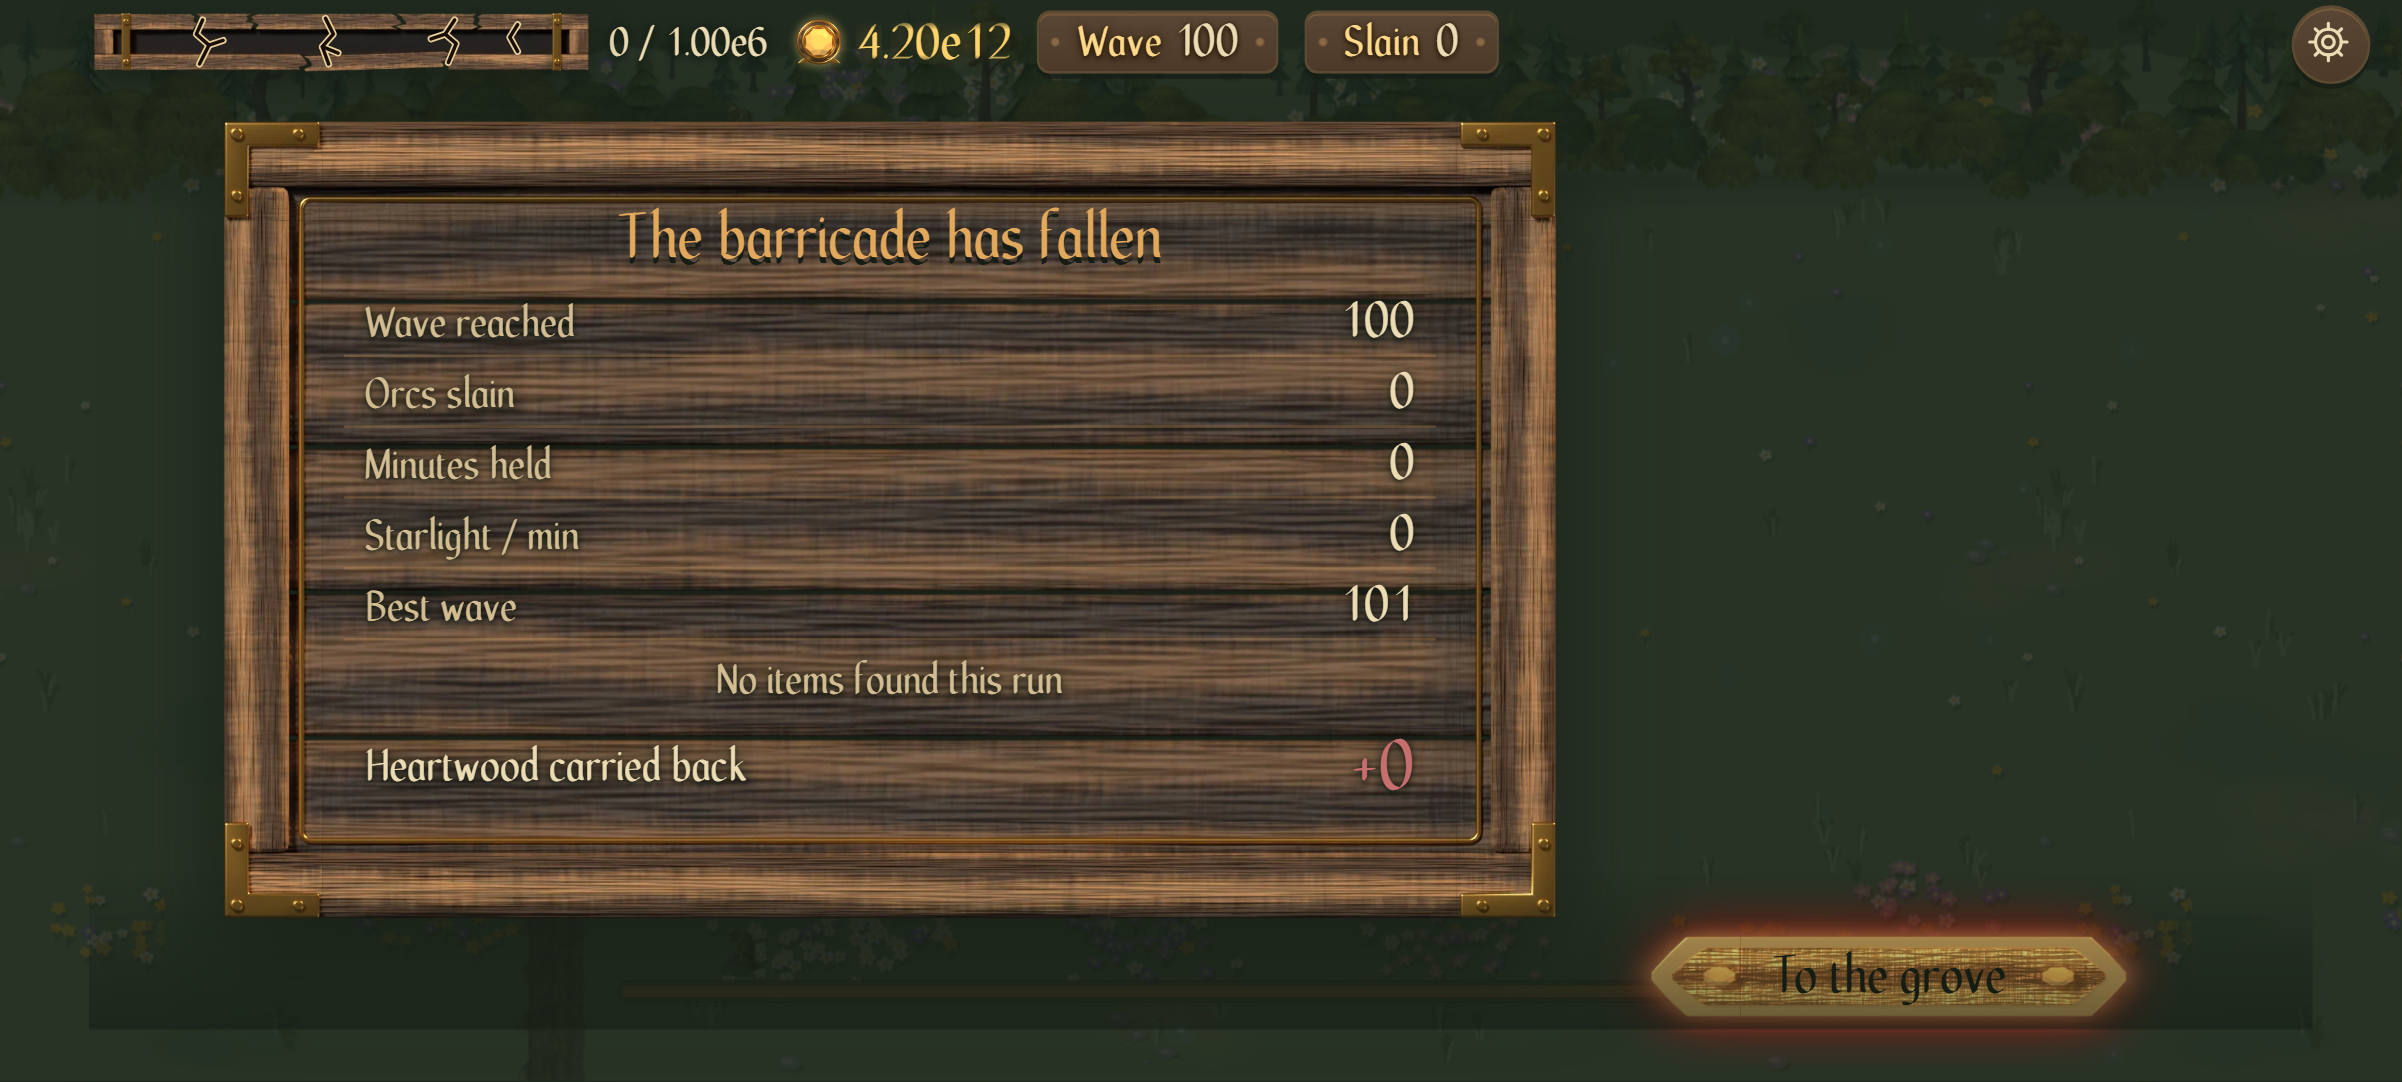 0 / 1.00e6 4.20e12 Wave 100 Slain 0
The barricade has fallen
Wave reached 100
Orcs slain 0
Minutes held 0
Starlight / min 0
Best wave 101
No items found this run
Heartwood carried back +0
To the grove